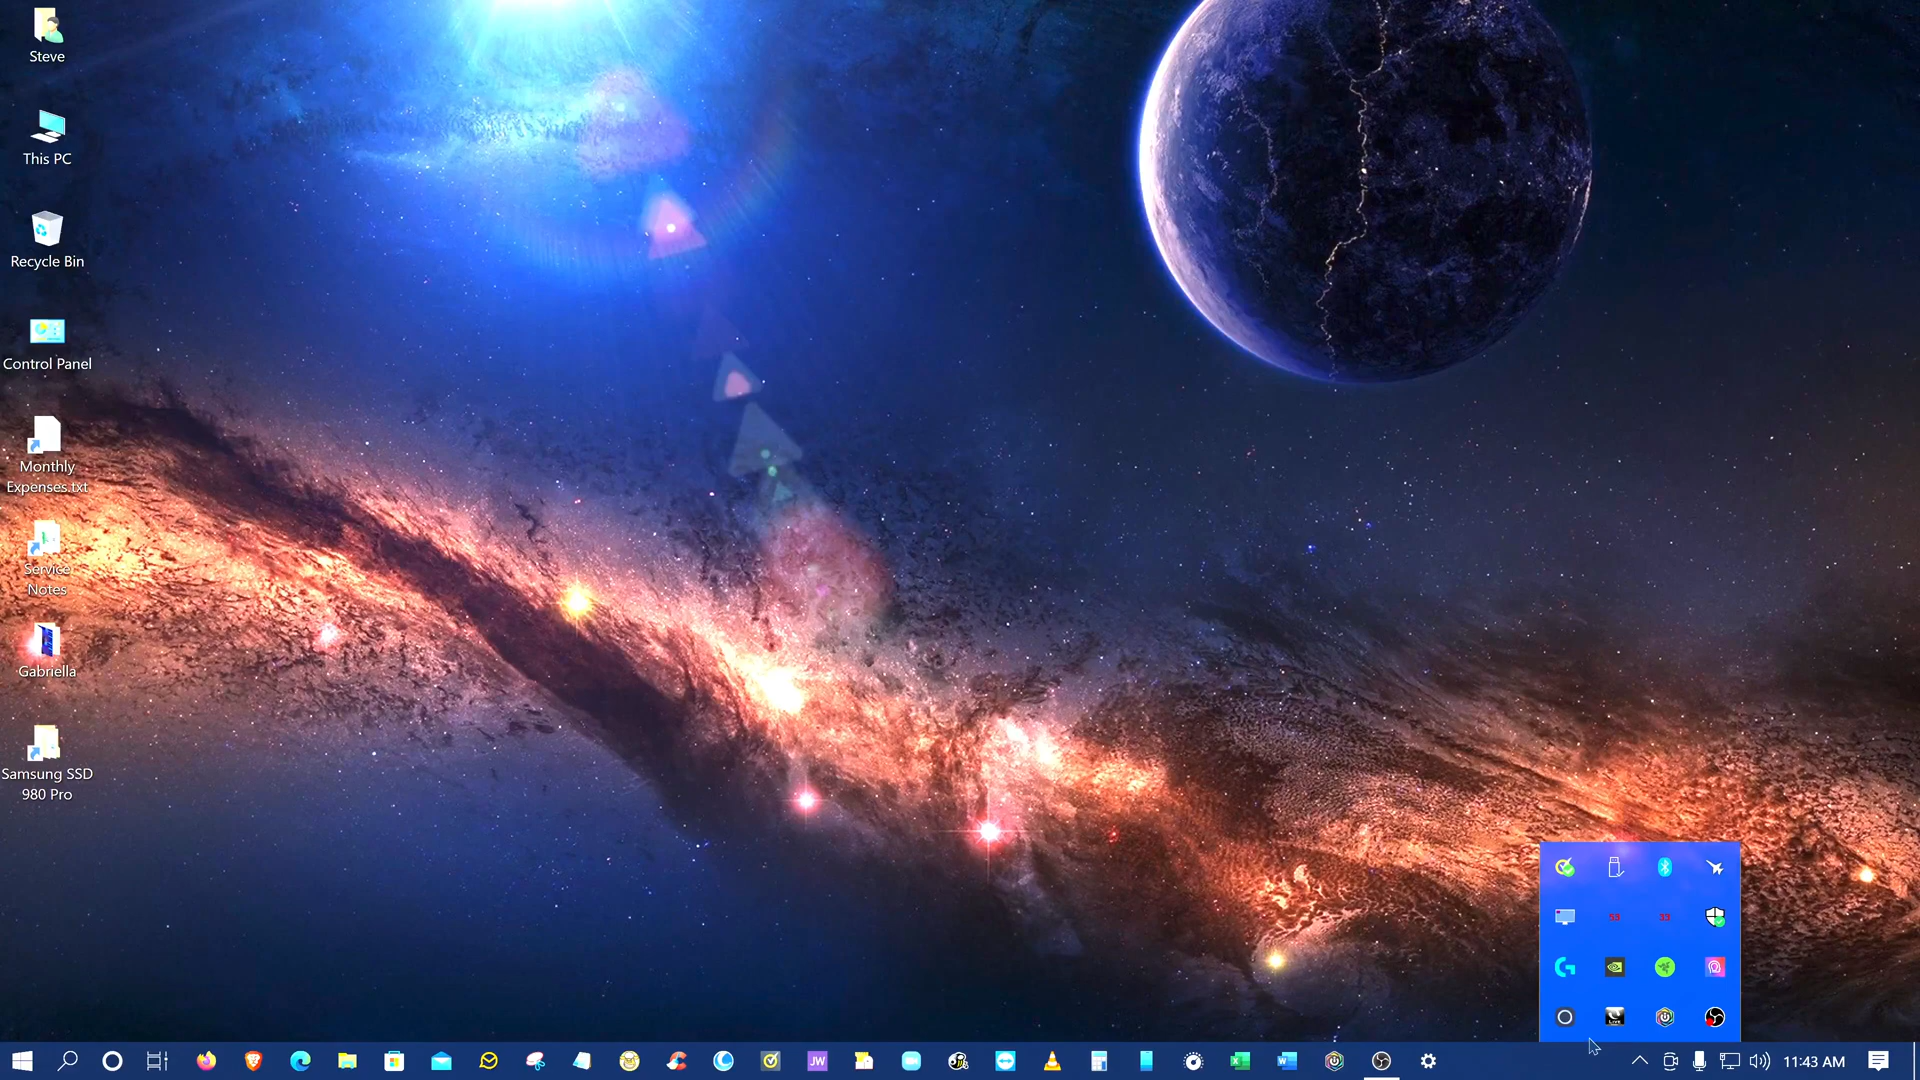 Steve
This PC
Recycle Bin
Control Panel
Monthly
Expenses.txt
Service
Notes
Gabriella
Samsung SSD
980 Pro
33
JW
11:43 AM